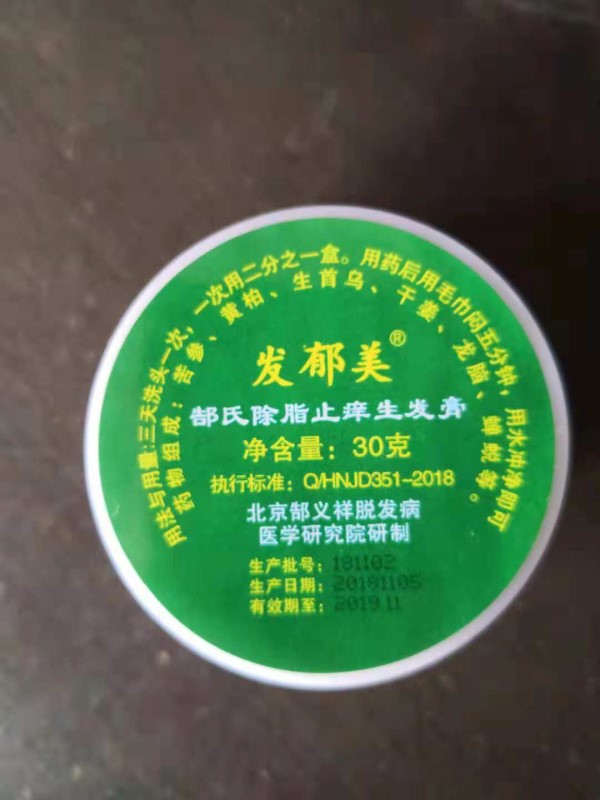 用法与用量:三天洗头一次，一次用二分之一盒。用药后用毛巾闷五分钟，用水冲净即可
药物组成：苦参、黄柏、生首乌、干姜、龙脑、蝉蜕等。
发郁美®
郜氏除脂止痒生发膏
净含量：30克
执行标准：Q/HNJD351-2018
北京郜义祥脱发病
医学研究院研制
生产批号：181102
生产日期：20181105
有效期至：2019.11